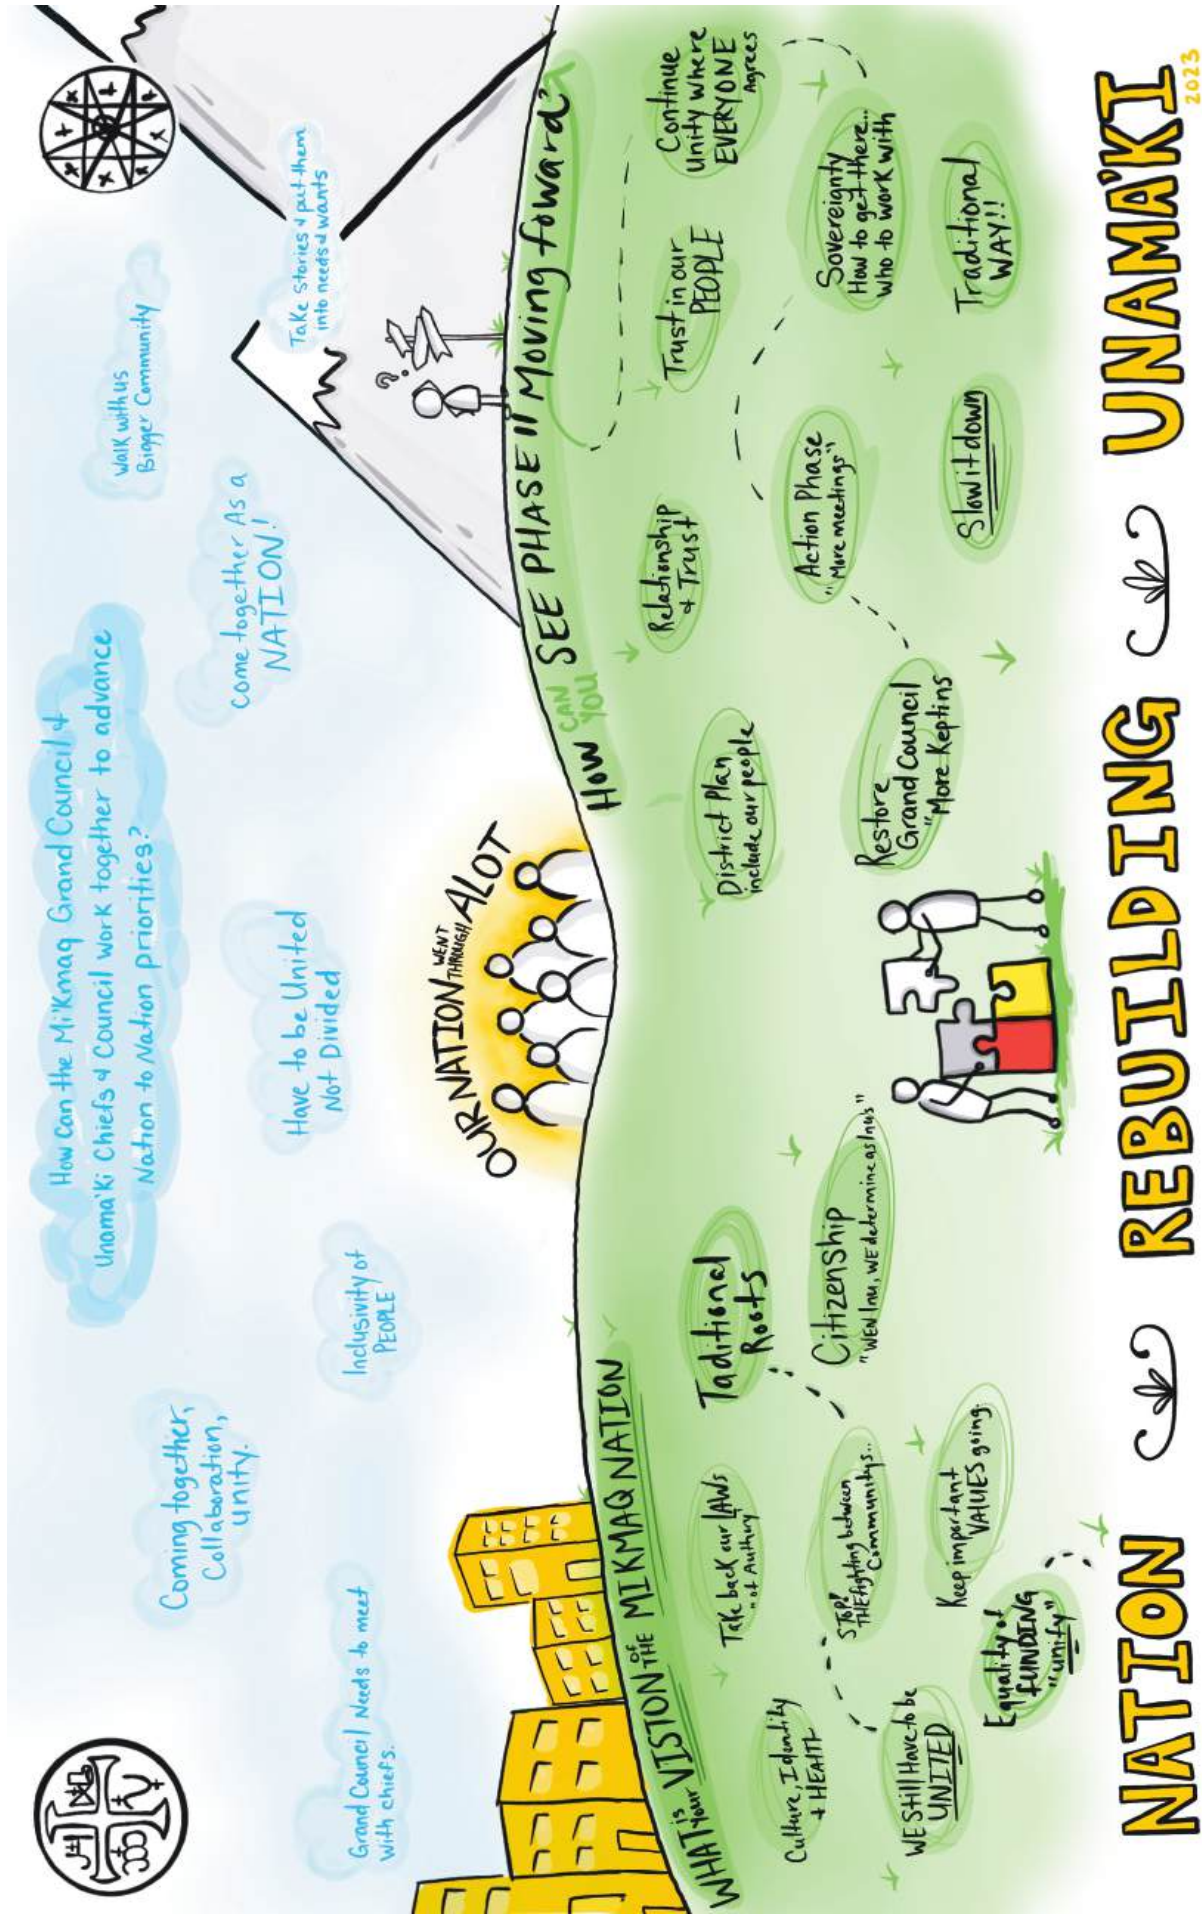 How Can the Mi'Kmaq Grand Council &
Unama'Ki Chiefs & Council work together to advance
Nation to Nation priorities?
Coming together,
Collaboration,
unity.
Grand Council Needs to meet
with chiefs.
Inclusivity of
PEOPLE
Have to be United
Not Divided
Come together As a
NATION!
Walk with us
Bigger Community
Take Stories & put them
into needs & wants
OUR NATION WENT THROUGH ALOT
?
WHAT is your VISION OF THE MIKMAQ NATION
Culture, Identity
& HEAlth
WE Still Have to be
UNITED
Take back our LAWs
"of Authory"
STOP!
THE fighting between
Communitys..
Equality of
FUNDING
"unify"
Keep important
VALUES going.
Taditional
Roots
Citizenship
"WEN Inu, WE determine as Inu's"
HOW CAN YOU SEE PHASE II Moving foward?
District Plan
include our people
Restore
Grand Council
"More Keptins
Relationship
& Trust
Action Phase
"More meetings"
Slow it down
Trust in our
PEOPLE
Continue
Unity where
EVERYONE
Agrees
Sovereignty
How to get there..
Who to work with
Traditional
WAY!!
NATION REBUILDING UNAMA'KI
2023